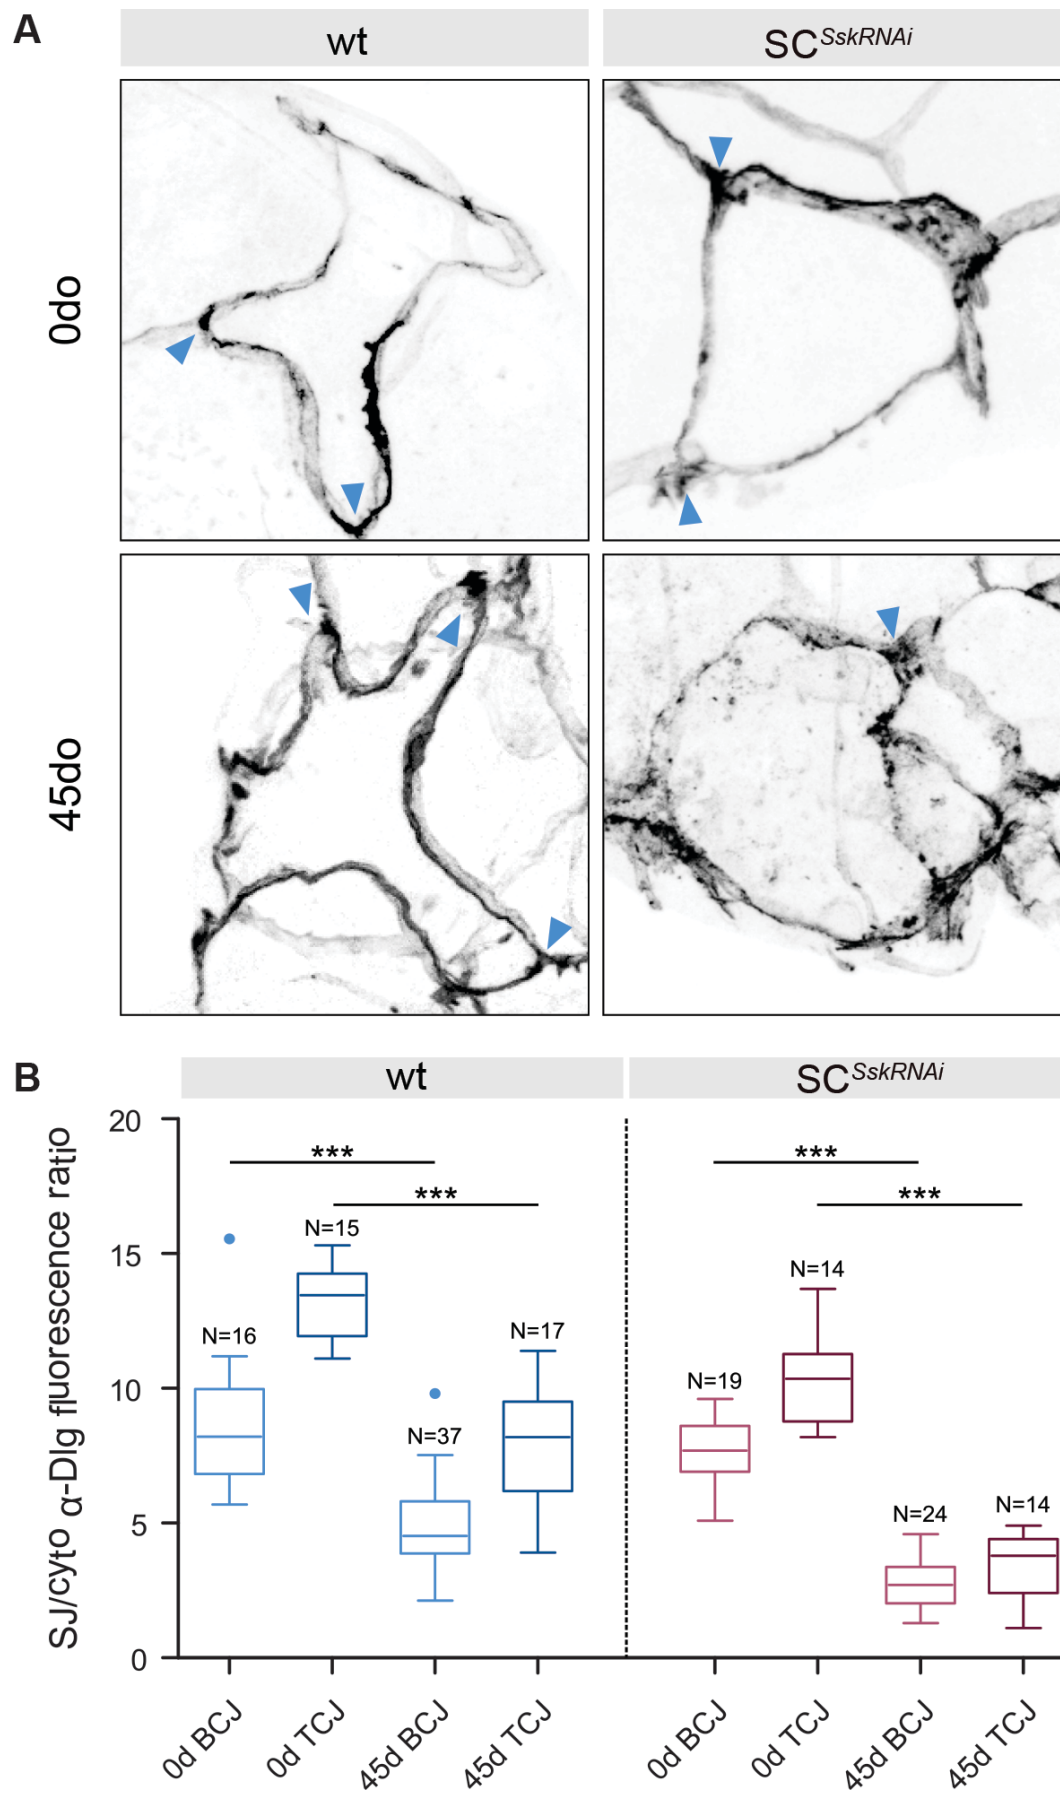 A
wt
SC^SskRNAi
0do
45do
B
wt
SC^SskRNAi
SJ/cyto α-Dlg fluorescence ratio
20
15
10
5
0
***
***
***
***
N=16
N=15
N=37
N=17
N=19
N=14
N=24
N=14
0d BCJ
0d TCJ
45d BCJ
45d TCJ
0d BCJ
0d TCJ
45d BCJ
45d TCJ